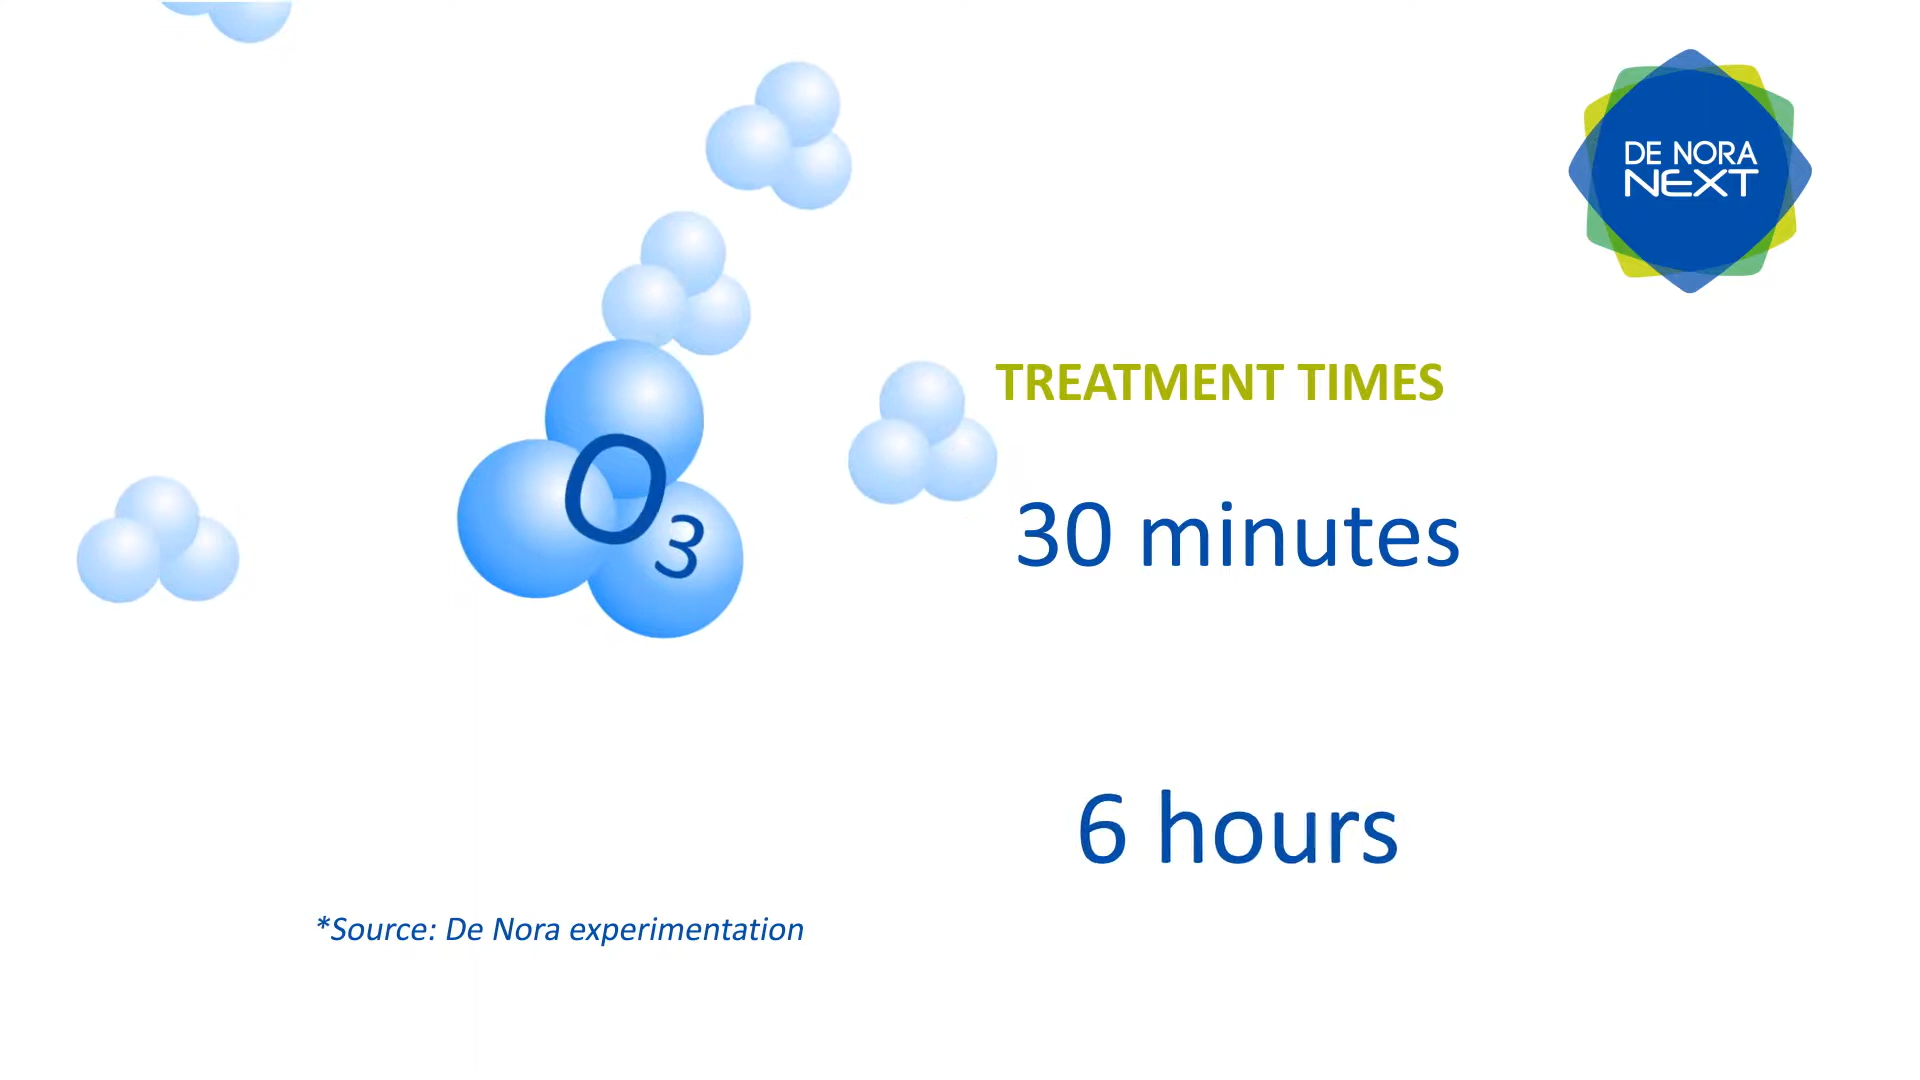 DE NORA
NEXT
TREATMENT TIMES
O3
30 minutes
6 hours
*Source: De Nora experimentation